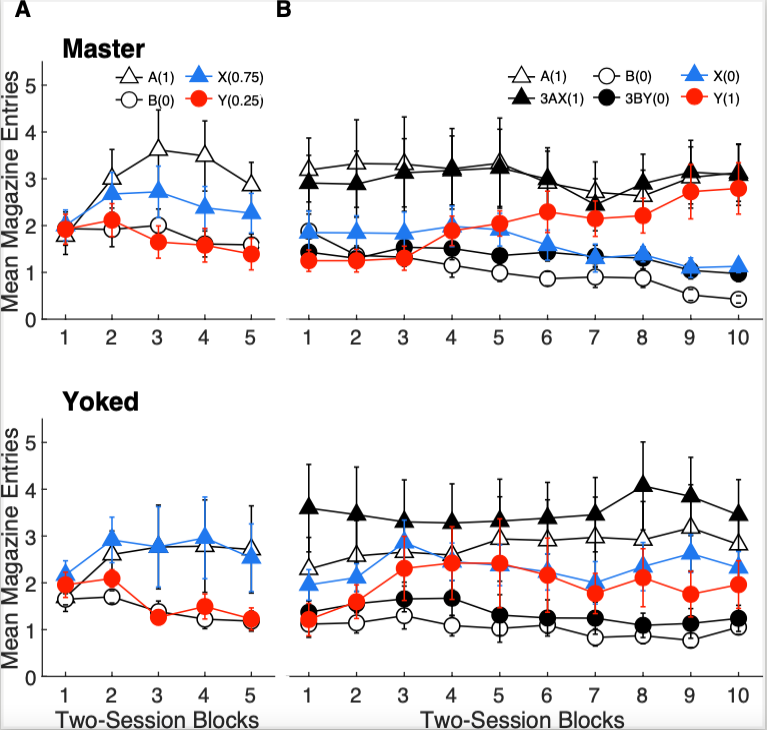 A
B
Master
A(1) X(0.75)
B(0) Y(0.25)
A(1) B(0) X(0)
3AX(1) 3BY(0) Y(1)
Mean Magazine Entries
5
4
3
2
1
0
1 2 3 4 5
1 2 3 4 5 6 7 8 9 10
Yoked
Mean Magazine Entries
5
4
3
2
1
0
1 2 3 4 5
1 2 3 4 5 6 7 8 9 10
Two-Session Blocks
Two-Session Blocks